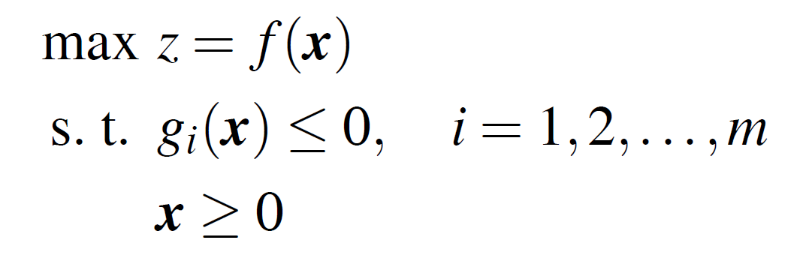 max z = f(x)
s. t. gᵢ(x) ≤ 0, i = 1,2,...,m
x ≥ 0